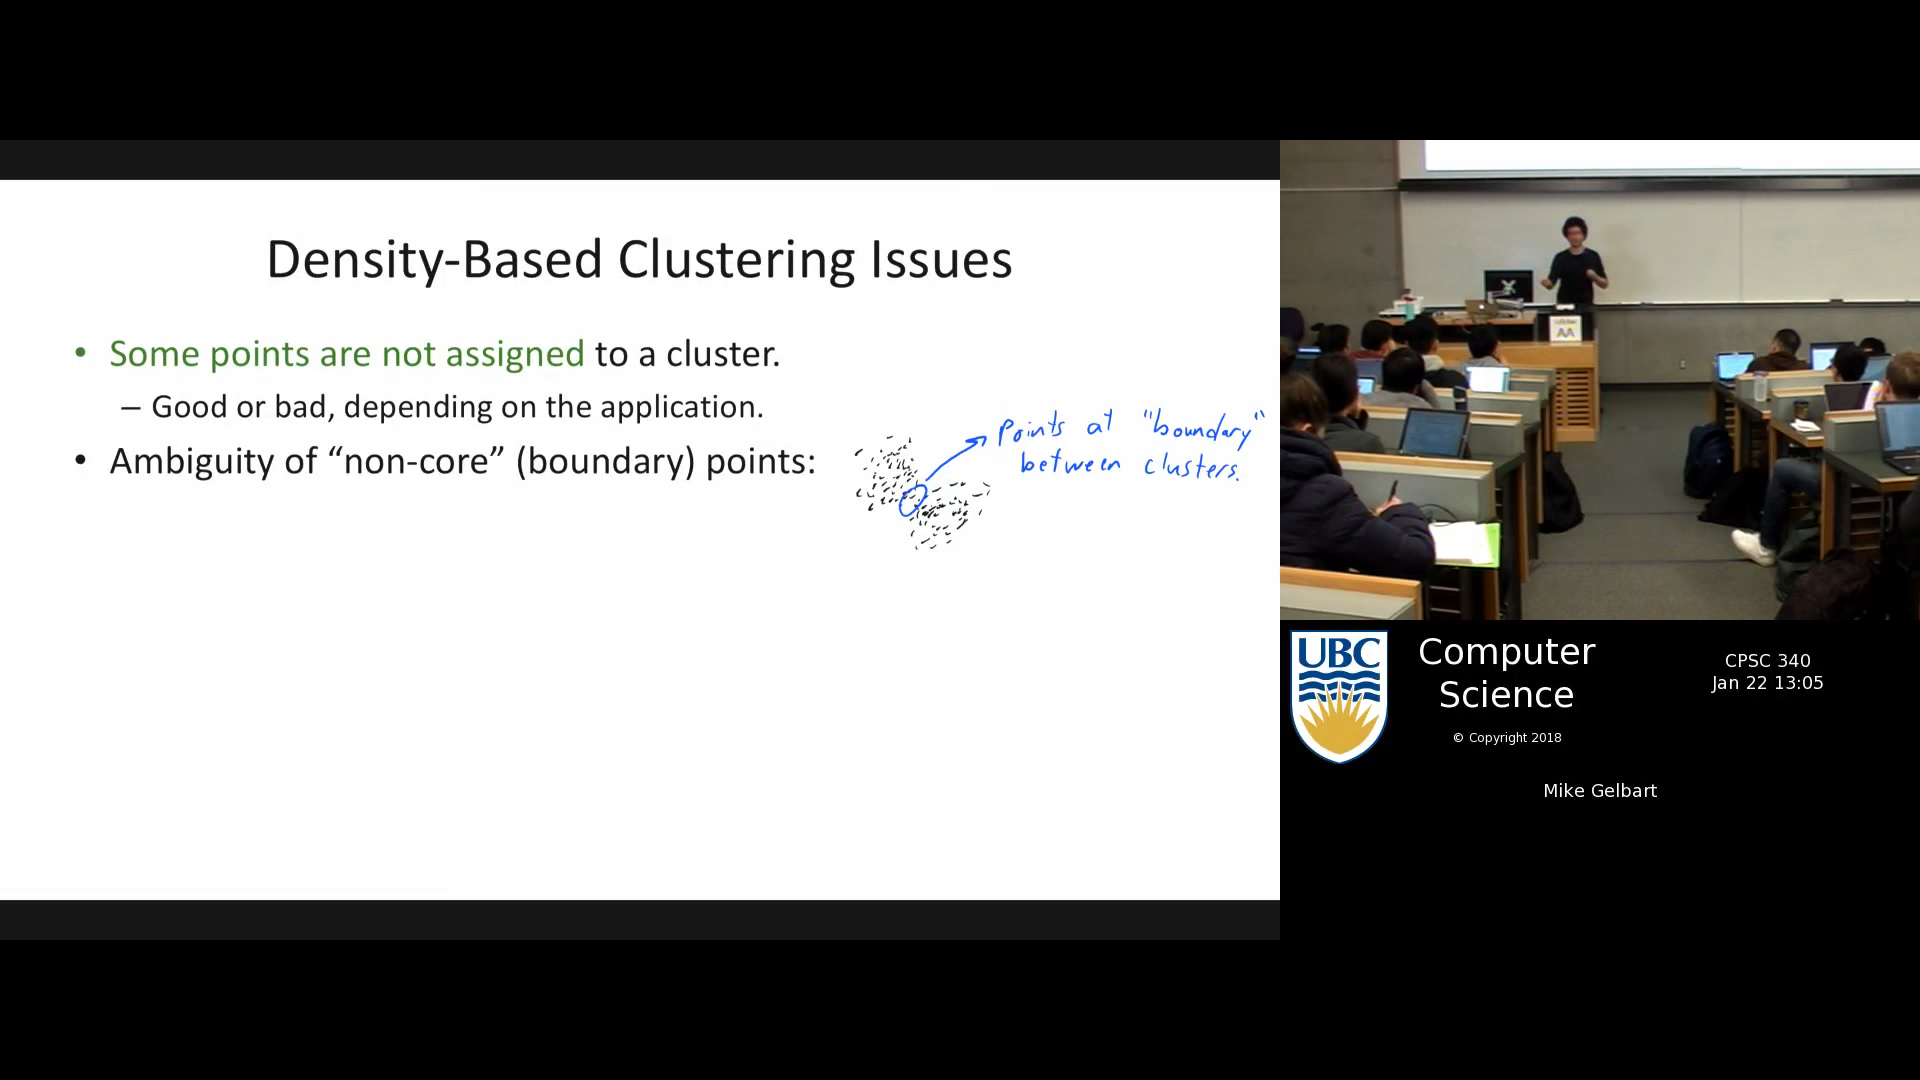 Density-Based Clustering Issues
• Some points are not assigned to a cluster.
– Good or bad, depending on the application.
• Ambiguity of “non-core” (boundary) points:
Points at "boundary"
between clusters.
UBC
Computer
Science
© Copyright 2018
CPSC 340
Jan 22 13:05
Mike Gelbart